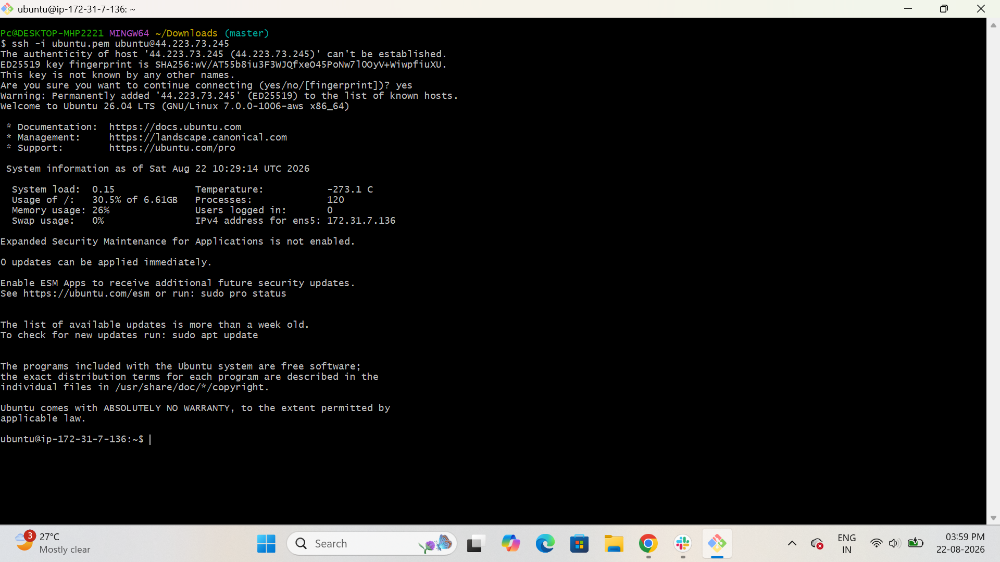 ubuntu@ip-172-31-7-136: ~
Pc@DESKTOP-MHP2221 MINGW64 ~/Downloads (master)
$ ssh -i ubuntu.pem ubuntu@44.223.73.245
The authenticity of host '44.223.73.245 (44.223.73.245)' can't be established.
ED25519 key fingerprint is SHA256:wV/AT55b8iu3F3WJQfxeO45PoNw7lOOyV+WiwpfiuXU.
This key is not known by any other names.
Are you sure you want to continue connecting (yes/no/[fingerprint])? yes
Warning: Permanently added '44.223.73.245' (ED25519) to the list of known hosts.
Welcome to Ubuntu 26.04 LTS (GNU/Linux 7.0.0-1006-aws x86_64)
* Documentation:  https://docs.ubuntu.com
* Management:     https://landscape.canonical.com
* Support:        https://ubuntu.com/pro
System information as of Sat Aug 22 10:29:14 UTC 2026
System load:  0.15              Temperature:           -273.1 C
Usage of /:   30.5% of 6.61GB   Processes:             120
Memory usage: 26%               Users logged in:       0
Swap usage:   0%                IPv4 address for ens5: 172.31.7.136
Expanded Security Maintenance for Applications is not enabled.
0 updates can be applied immediately.
Enable ESM Apps to receive additional future security updates.
See https://ubuntu.com/esm or run: sudo pro status
The list of available updates is more than a week old.
To check for new updates run: sudo apt update
The programs included with the Ubuntu system are free software;
the exact distribution terms for each program are described in the
individual files in /usr/share/doc/*/copyright.
Ubuntu comes with ABSOLUTELY NO WARRANTY, to the extent permitted by
applicable law.
ubuntu@ip-172-31-7-136:~$
3
27°C
Mostly clear
Search
ENG
IN
03:59 PM
22-08-2026